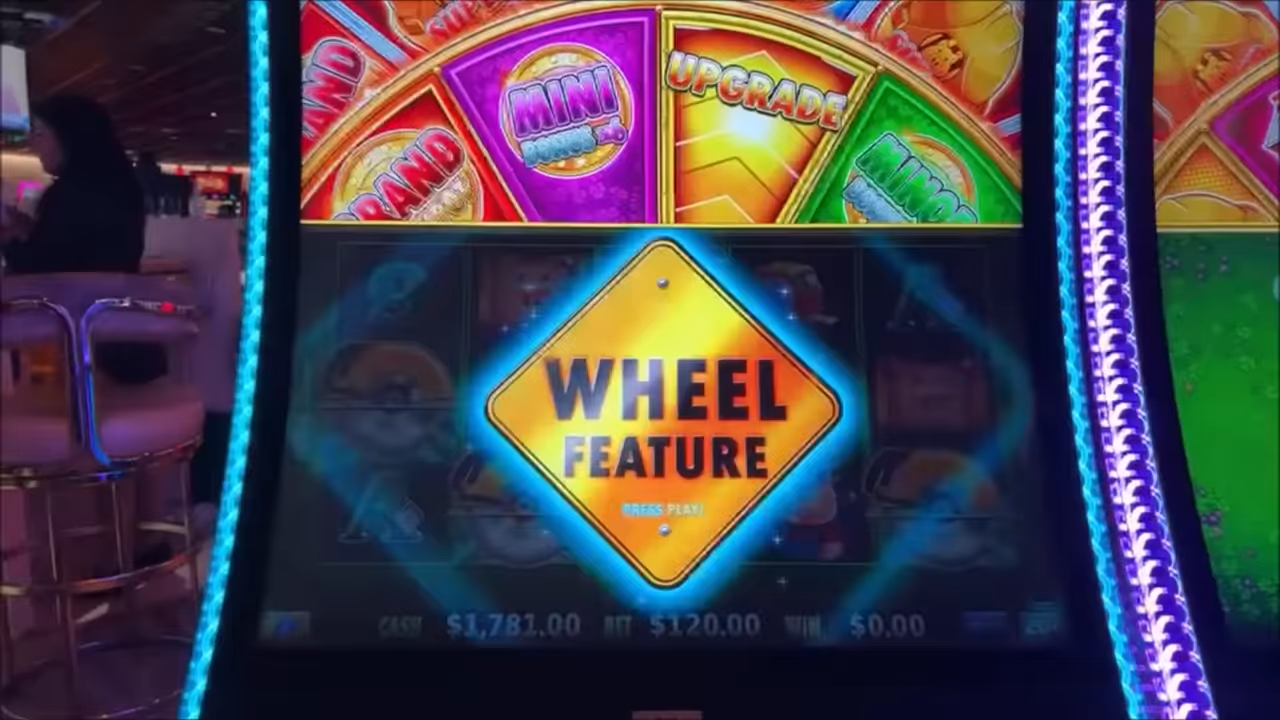 MINI
BONUS x6
UPGRADE
GRAND
MINOR
WHEEL
FEATURE
PRESS PLAY!
CASH $1,781.00 BET $120.00 WIN $0.00